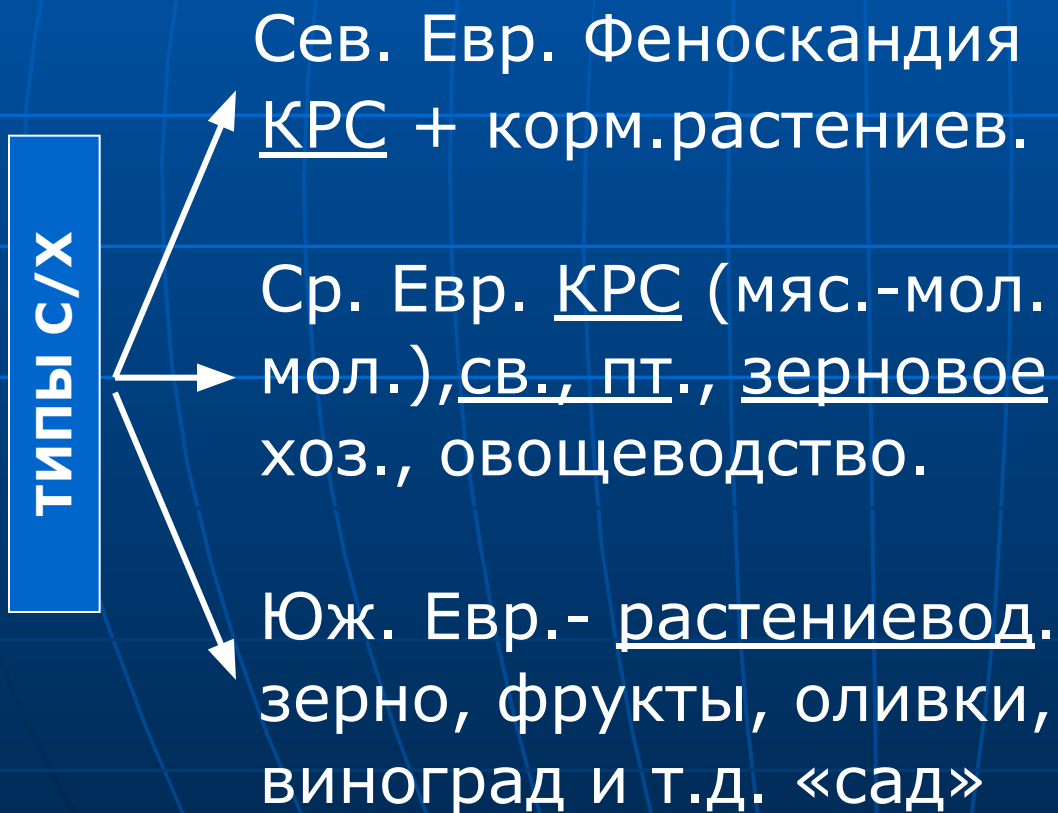 ТИПЫ С/Х
Сев. Евр. Феноскандия
КРС + корм.растениев.
Ср. Евр. КРС (мяс.-мол.
мол.),св., пт., зерновое
хоз., овощеводство.
Юж. Евр.- растениевод.
зерно, фрукты, оливки,
виноград и т.д. «сад»